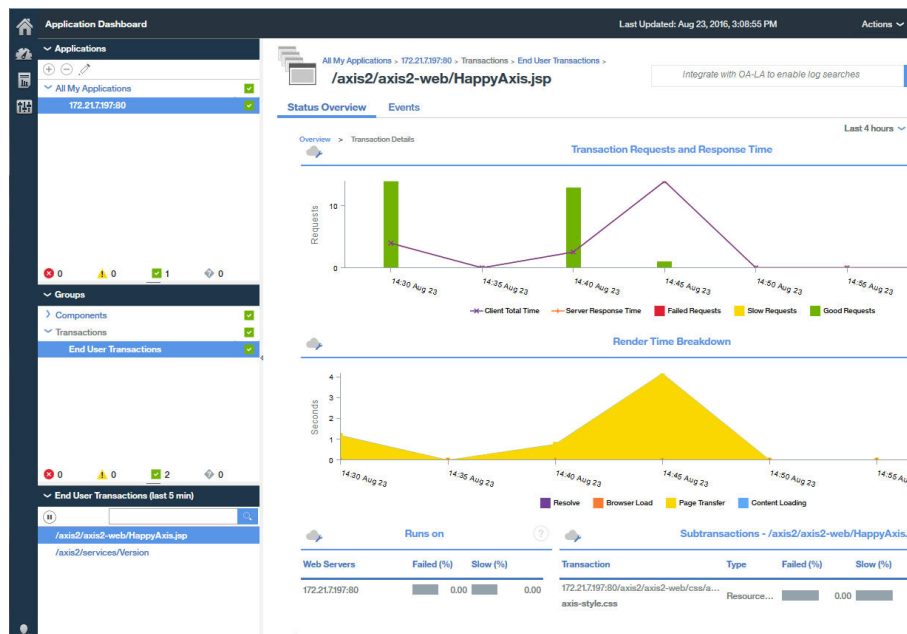 Application Dashboard
Last Updated: Aug 23, 2016, 3:08:55 PM
Actions
Applications
All My Applications
172.21.7.197:80
0
0
1
0
Groups
Components
Transactions
End User Transactions
0
0
2
0
End User Transactions (last 5 min)
/axis2/axis2-web/HappyAxis.jsp
/axis2/services/Version
All My Applications > 172.21.7.197:80 > Transactions > End User Transactions >
/axis2/axis2-web/HappyAxis.jsp
Integrate with OA-LA to enable log searches
Status Overview Events
Last 4 hours
Overview > Transaction Details
Transaction Requests and Response Time
Requests
10
0
14:30 Aug 23
14:35 Aug 23
14:40 Aug 23
14:45 Aug 23
14:50 Aug 23
14:55 Aug 23
Client Total Time Server Response Time Failed Requests Slow Requests Good Requests
Render Time Breakdown
Seconds
4
3
2
1
0
14:30 Aug 23
14:35 Aug 23
14:40 Aug 23
14:45 Aug 23
14:50 Aug 23
14:55 Au
Resolve Browser Load Page Transfer Content Loading
Runs on ?
Web Servers Failed (%) Slow (%)
172.21.7.197:80 0.00 0.00
Subtransactions - /axis2/axis2-web/HappyAxis.
Transaction Type Failed (%) Slow (%)
172.21.7.197:80/axis2/axis2-web/css/a...
axis-style.css
Resource... 0.00